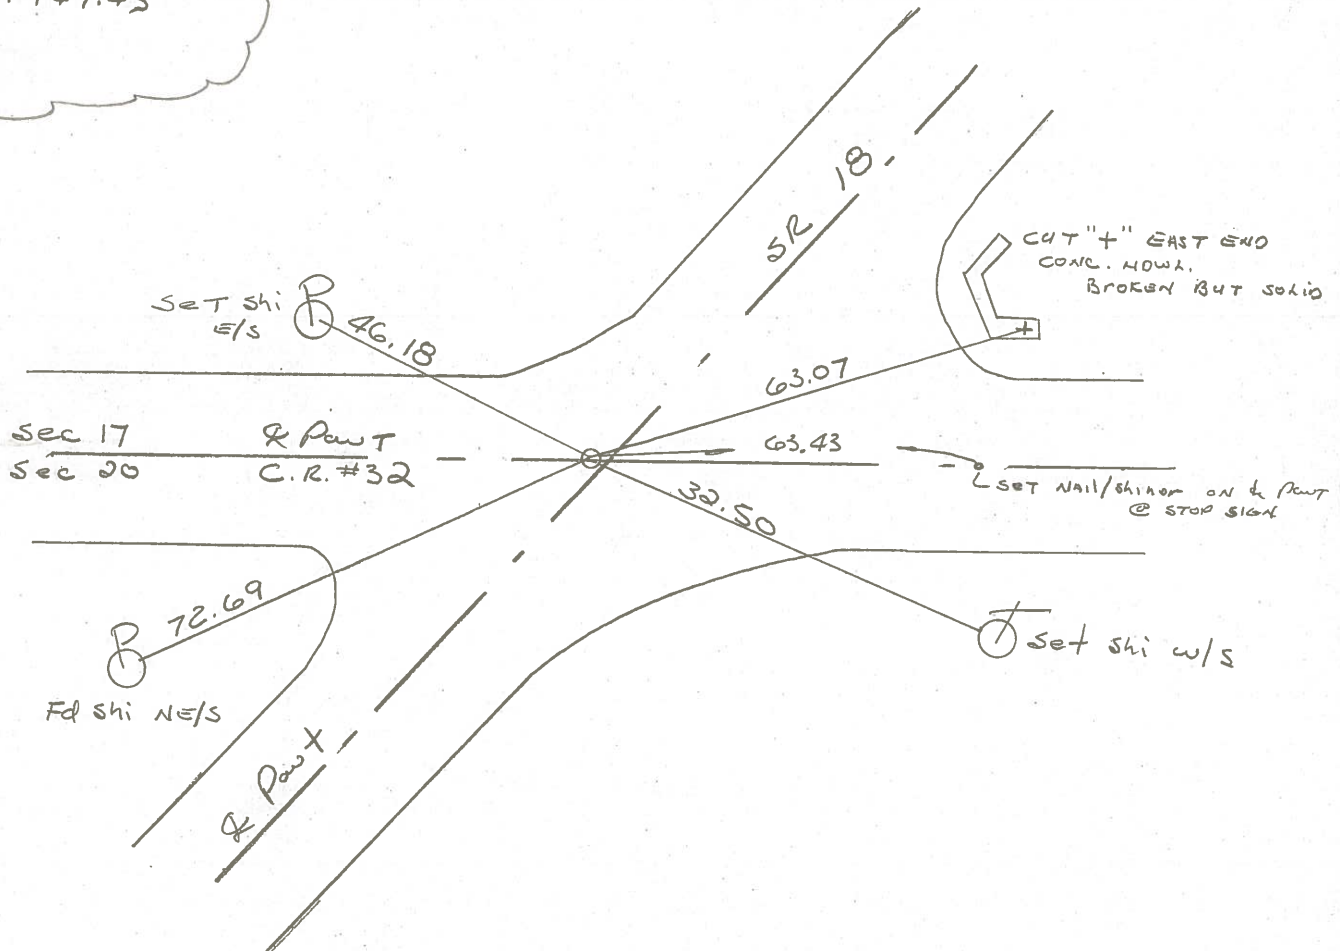 SR 18
CUT "+" EAST END
CONC. HDWL.
BROKEN BUT SOLID
P
Set Shi
E/S
46.18
63.07
Sec 17
℄ Pavt
63.43
Sec 20
C.R. #32
32.50
Set Nail/Shiner on ℄ Pavt
@ STOP SIGN
72.69
P
Set Shi W/S
Fd Shi NE/S
℄ Pavt